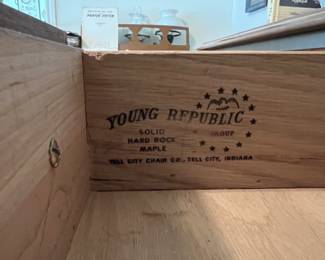 YOUNG REPUBLIC
SOLID GROUP
HARD ROCK
MAPLE
TELL CITY CHAIR CO., TELL CITY, INDIANA